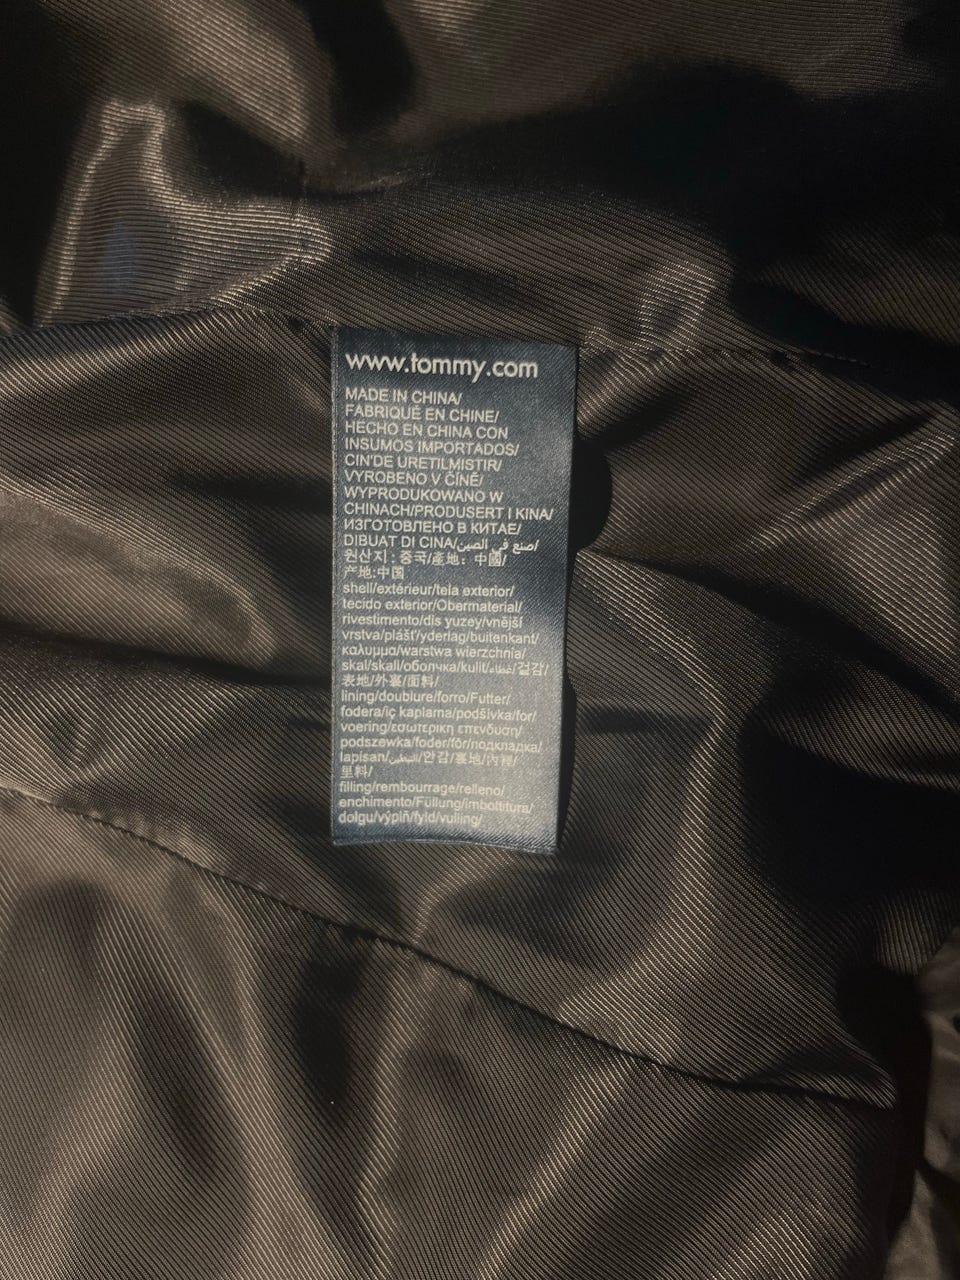 www.tommy.com
MADE IN CHINA/
FABRIQUÉ EN CHINE/
HECHO EN CHINA CON
INSUMOS IMPORTADOS/
CIN'DE URETILMISTIR/
VYROBENO V ČÍNĚ/
WYPRODUKOWANO W
CHINACH/PRODUSERT I KINA/
ИЗГОТОВЛЕНО В КИТАЕ/
DIBUAT DI CINA/صنع في الصين/
원산지 : 중국/產地：中國/
产地:中国
shell/extérieur/tela exterior/
tecido exterior/Obermaterial/
rivestimento/dis yuzey/vnější
vrstva/plášť/yderlag/buitenkant/
καλυμμα/warstwa wierzchnia/
skal/skall/оболчка/kulit/غطاء/겉감/
表地/外裏/面料/
lining/doublure/forro/Futter/
fodera/iç kaplama/podšívka/for/
voering/εσωτερικη επενδυση/
podszewka/foder/fôr/подкладка/
lapisan/التبطين/안감/裏地/內裡/
里料/
filling/rembourrage/relleno/
enchimento/Füllung/imbottitura/
dolgu/výplň/fyld/vulling/